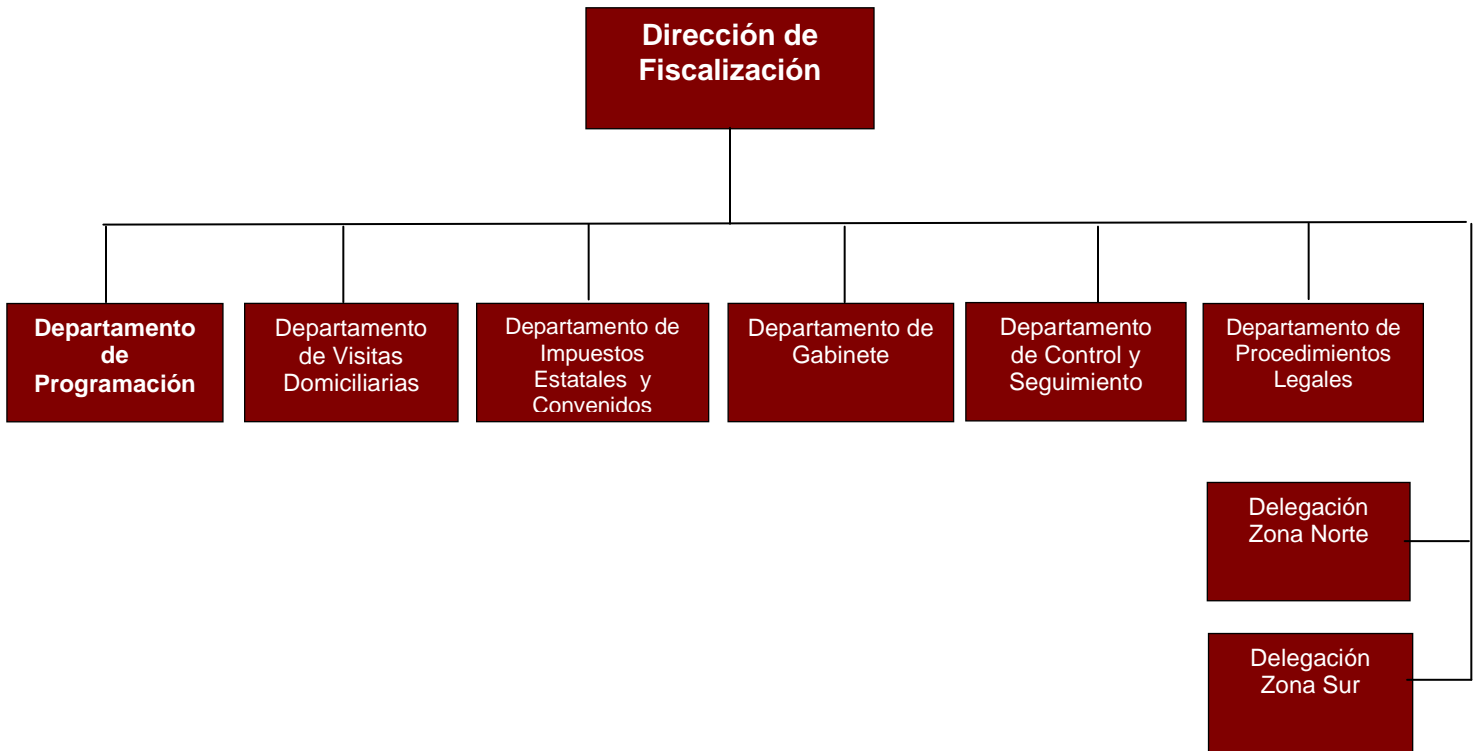 Dirección de
Fiscalización
Departamento
de
Programación
Departamento
de Visitas
Domiciliarias
Departamento de
Impuestos
Estatales y
Convenidos
Departamento de
Gabinete
Departamento
de Control y
Seguimiento
Departamento de
Procedimientos
Legales
Delegación
Zona Norte
Delegación
Zona Sur